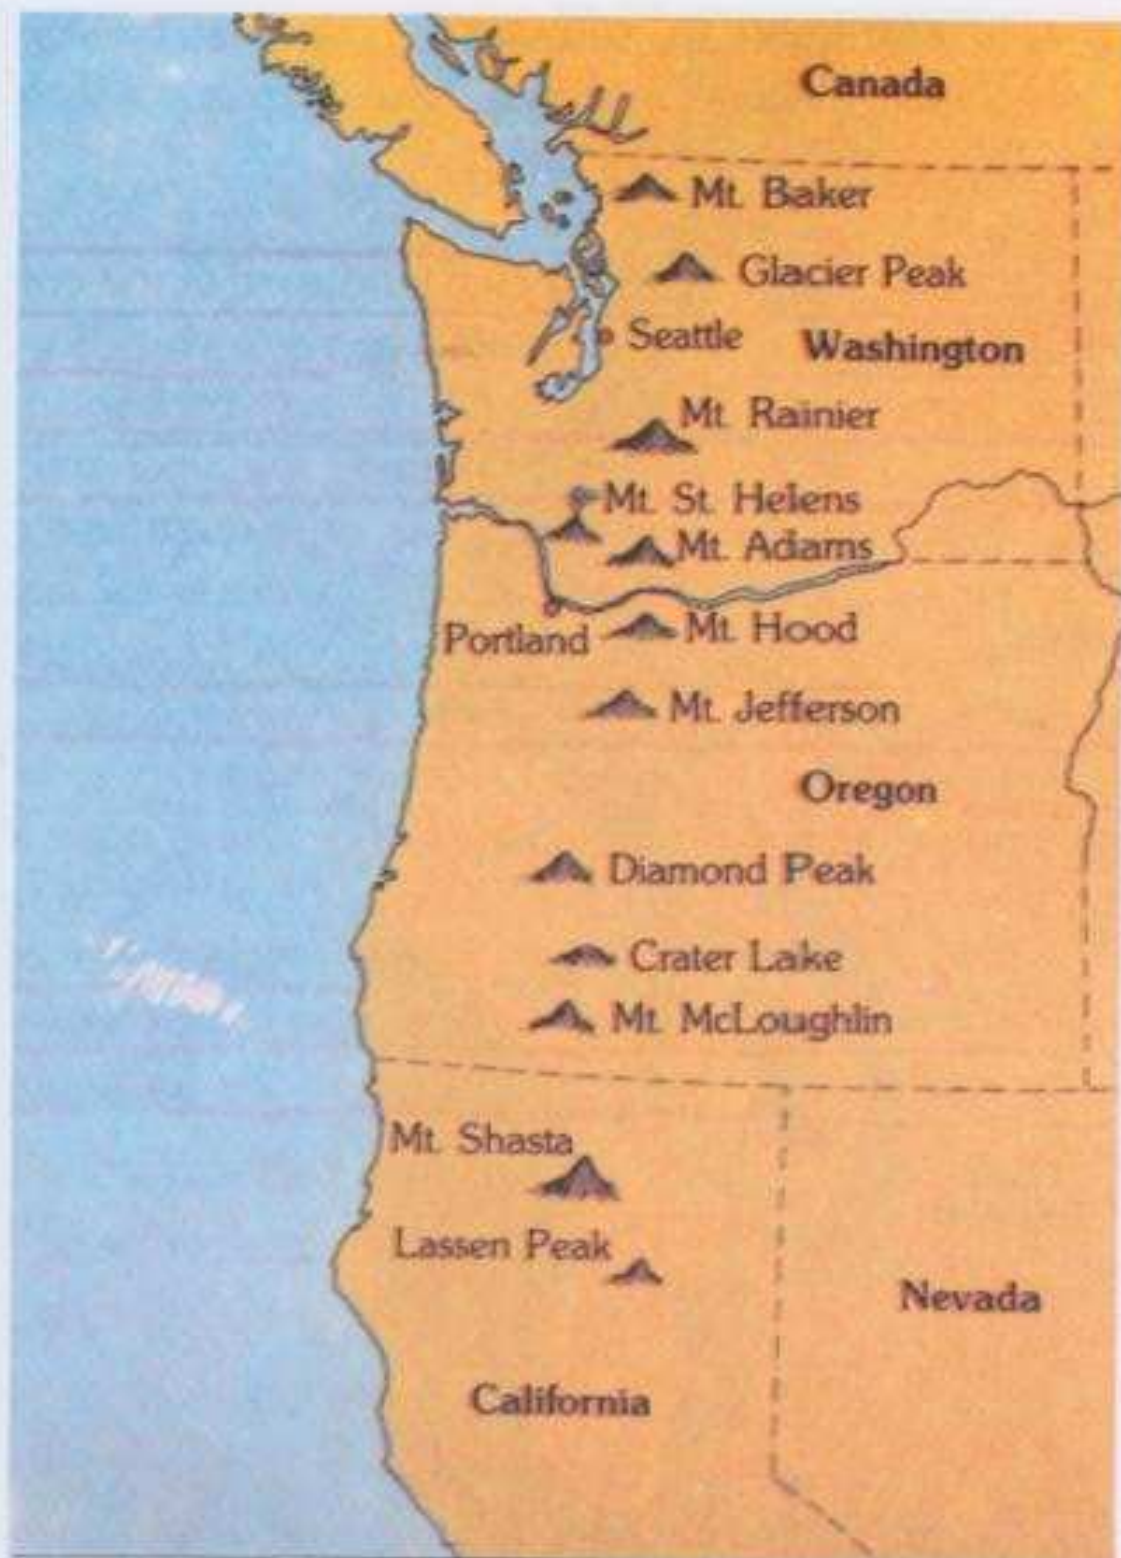 Canada
Mt. Baker
Glacier Peak
Seattle
Washington
Mt. Rainier
Mt. St. Helens
Mt. Adams
Portland
Mt. Hood
Mt. Jefferson
Oregon
Diamond Peak
Crater Lake
Mt. McLoughlin
Mt. Shasta
Lassen Peak
Nevada
California